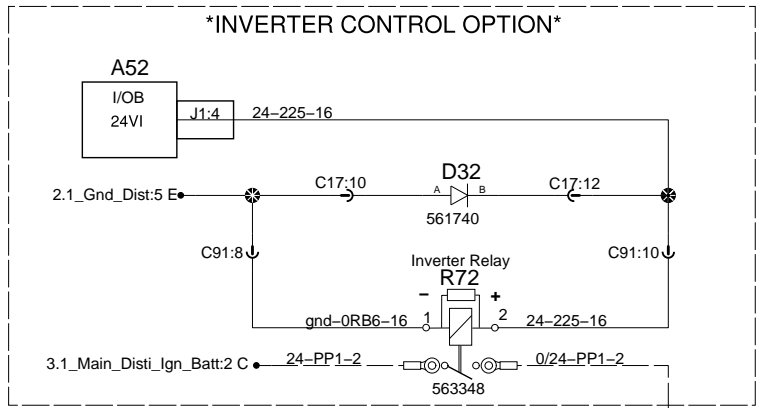 *INVERTER CONTROL OPTION*
A52
I/OB
24VI
J1:4
24-225-16
2.1_Gnd_Dist:5 E
C17:10
A
D32
B
C17:12
561740
C91:8
C91:10
Inverter Relay
R72
- +
gnd-0RB6-16 1
2 24-225-16
3.1_Main_Disti_Ign_Batt:2 C
24-PP1-2
0/24-PP1-2
563348